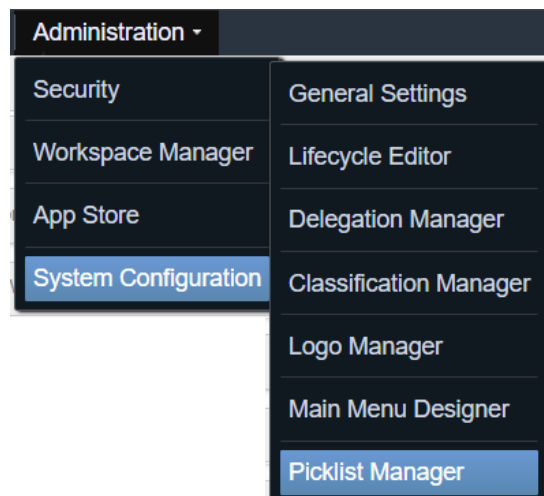 Administration
Security
Workspace Manager
App Store
System Configuration
General Settings
Lifecycle Editor
Delegation Manager
Classification Manager
Logo Manager
Main Menu Designer
Picklist Manager